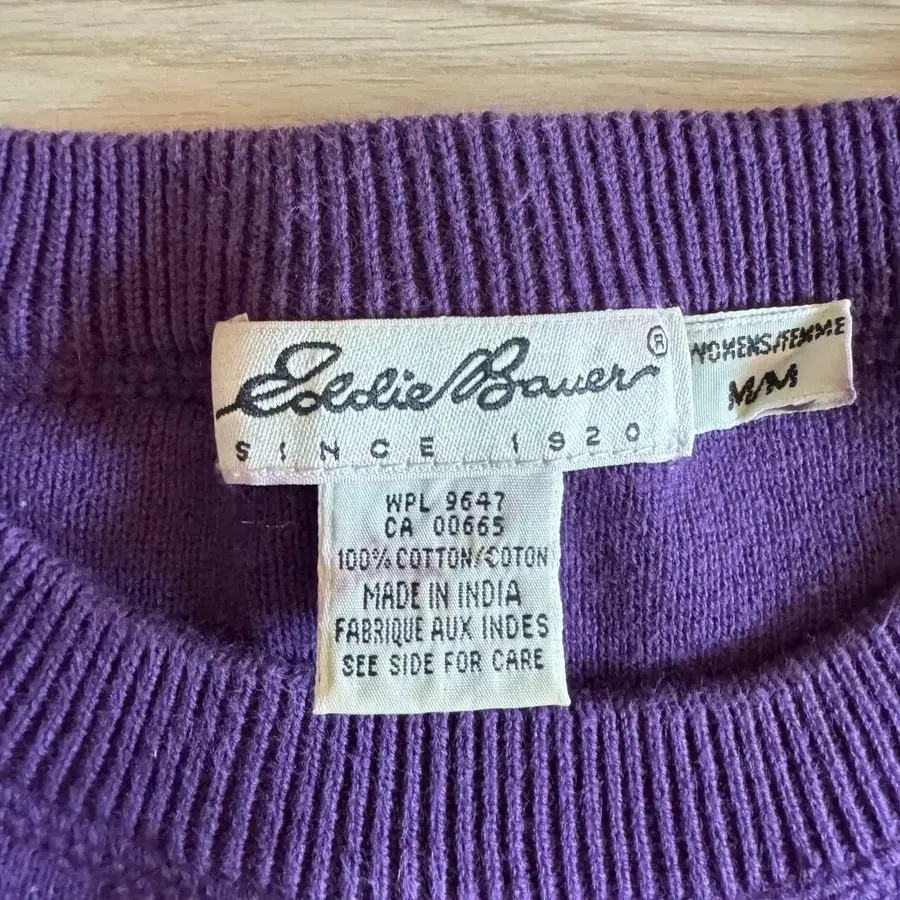 Eddie Bauer ®
SINCE 1920
WOMENS/FEMME
M/M
WPL 9647
CA 00665
100% COTTON/COTON
MADE IN INDIA
FABRIQUE AUX INDES
SEE SIDE FOR CARE